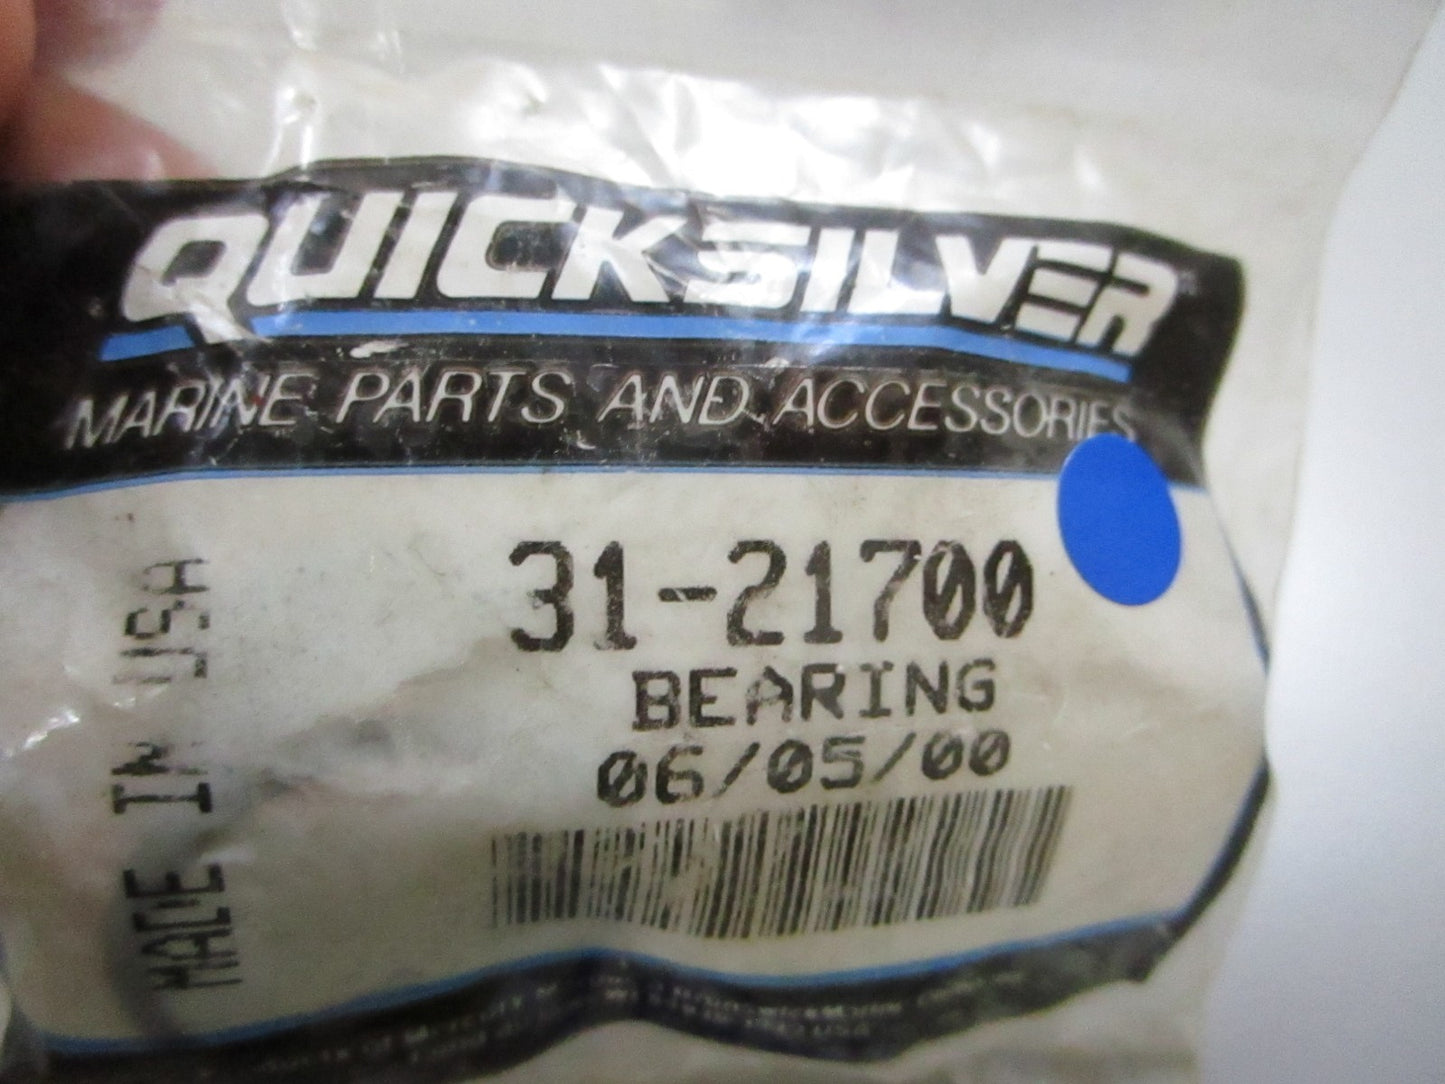 QUICKSILVER
MARINE PARTS AND ACCESSORIES
31-21700
BEARING
06/05/00
MADE IN USA